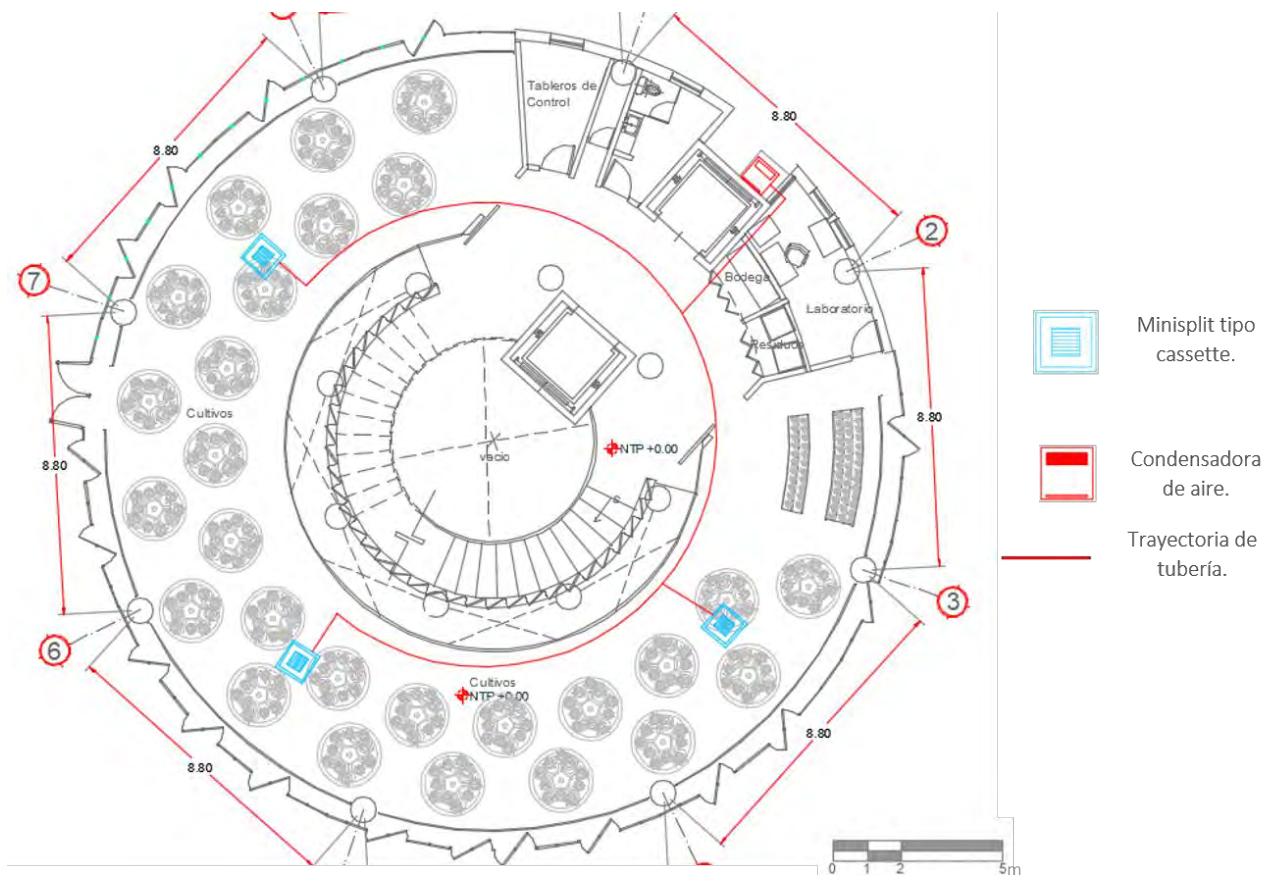 Tableros de
Control
8.80
8.80
2
7
Bodega
Laboratorio
Residuos
Cultivos
8.80
8.80
vacio
NTP +0.00
3
6
Cultivos
NTP +0.00
8.80
8.80
0 1 2 5m
Minisplit tipo
cassette.
Condensadora
de aire.
Trayectoria de
tubería.